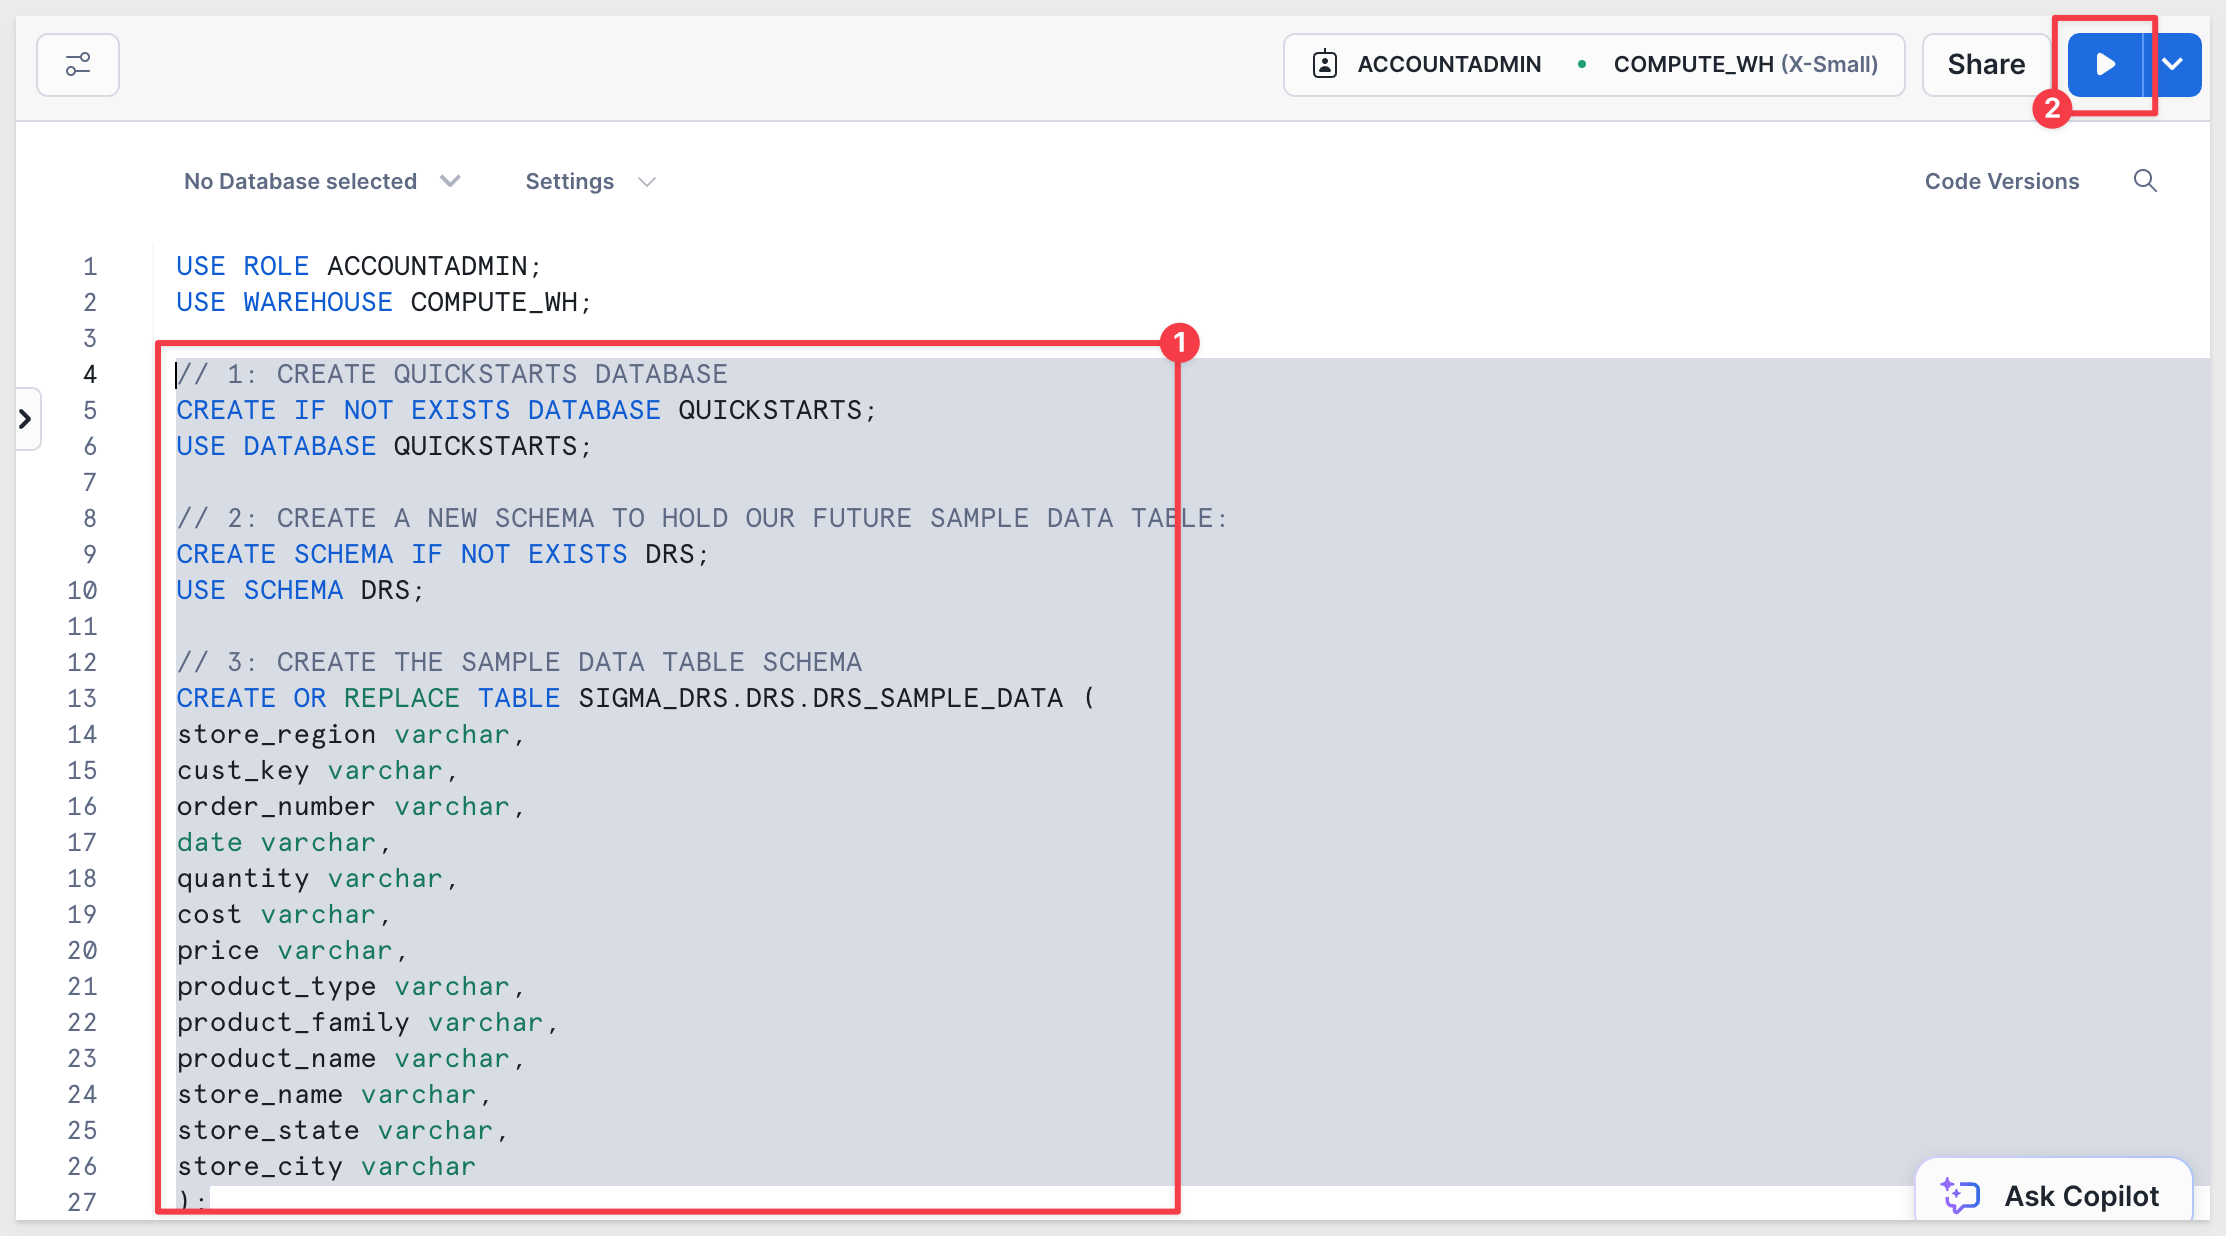 ACCOUNTADMIN • COMPUTE_WH (X-Small)
Share
2
No Database selected
Settings
Code Versions
1 USE ROLE ACCOUNTADMIN;
2 USE WAREHOUSE COMPUTE_WH;
3
1
4 // 1: CREATE QUICKSTARTS DATABASE
5 CREATE IF NOT EXISTS DATABASE QUICKSTARTS;
6 USE DATABASE QUICKSTARTS;
7
8 // 2: CREATE A NEW SCHEMA TO HOLD OUR FUTURE SAMPLE DATA TABLE:
9 CREATE SCHEMA IF NOT EXISTS DRS;
10 USE SCHEMA DRS;
11
12 // 3: CREATE THE SAMPLE DATA TABLE SCHEMA
13 CREATE OR REPLACE TABLE SIGMA_DRS.DRS.DRS_SAMPLE_DATA (
14 store_region varchar,
15 cust_key varchar,
16 order_number varchar,
17 date varchar,
18 quantity varchar,
19 cost varchar,
20 price varchar,
21 product_type varchar,
22 product_family varchar,
23 product_name varchar,
24 store_name varchar,
25 store_state varchar,
26 store_city varchar
27 );
Ask Copilot